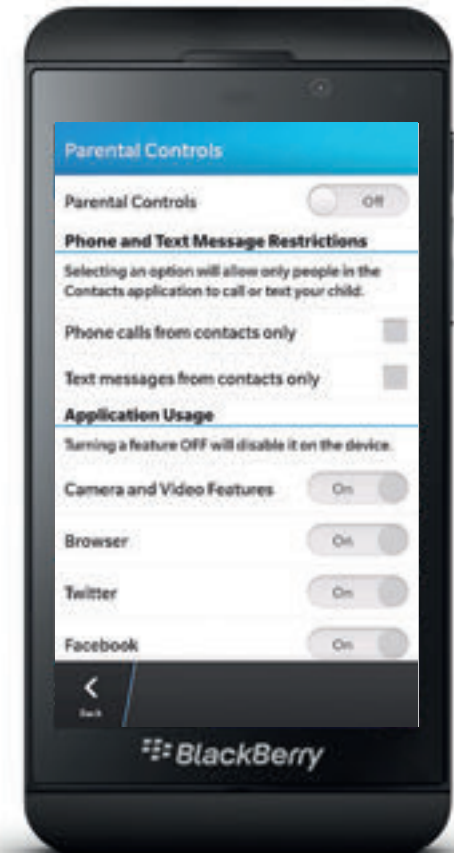 Parental Controls
Parental Controls Off
Phone and Text Message Restrictions
Selecting an option will allow only people in the
Contacts application to call or text your child.
Phone calls from contacts only
Text messages from contacts only
Application Usage
Turning a feature OFF will disable it on the device.
Camera and Video Features On
Browser On
Twitter On
Facebook On
Back
BlackBerry